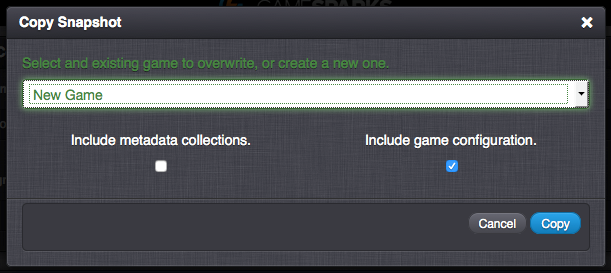 GAMESPARKS
Copy Snapshot
Select and existing game to overwrite, or create a new one.
New Game
Include metadata collections.
Include game configuration.
Cancel
Copy